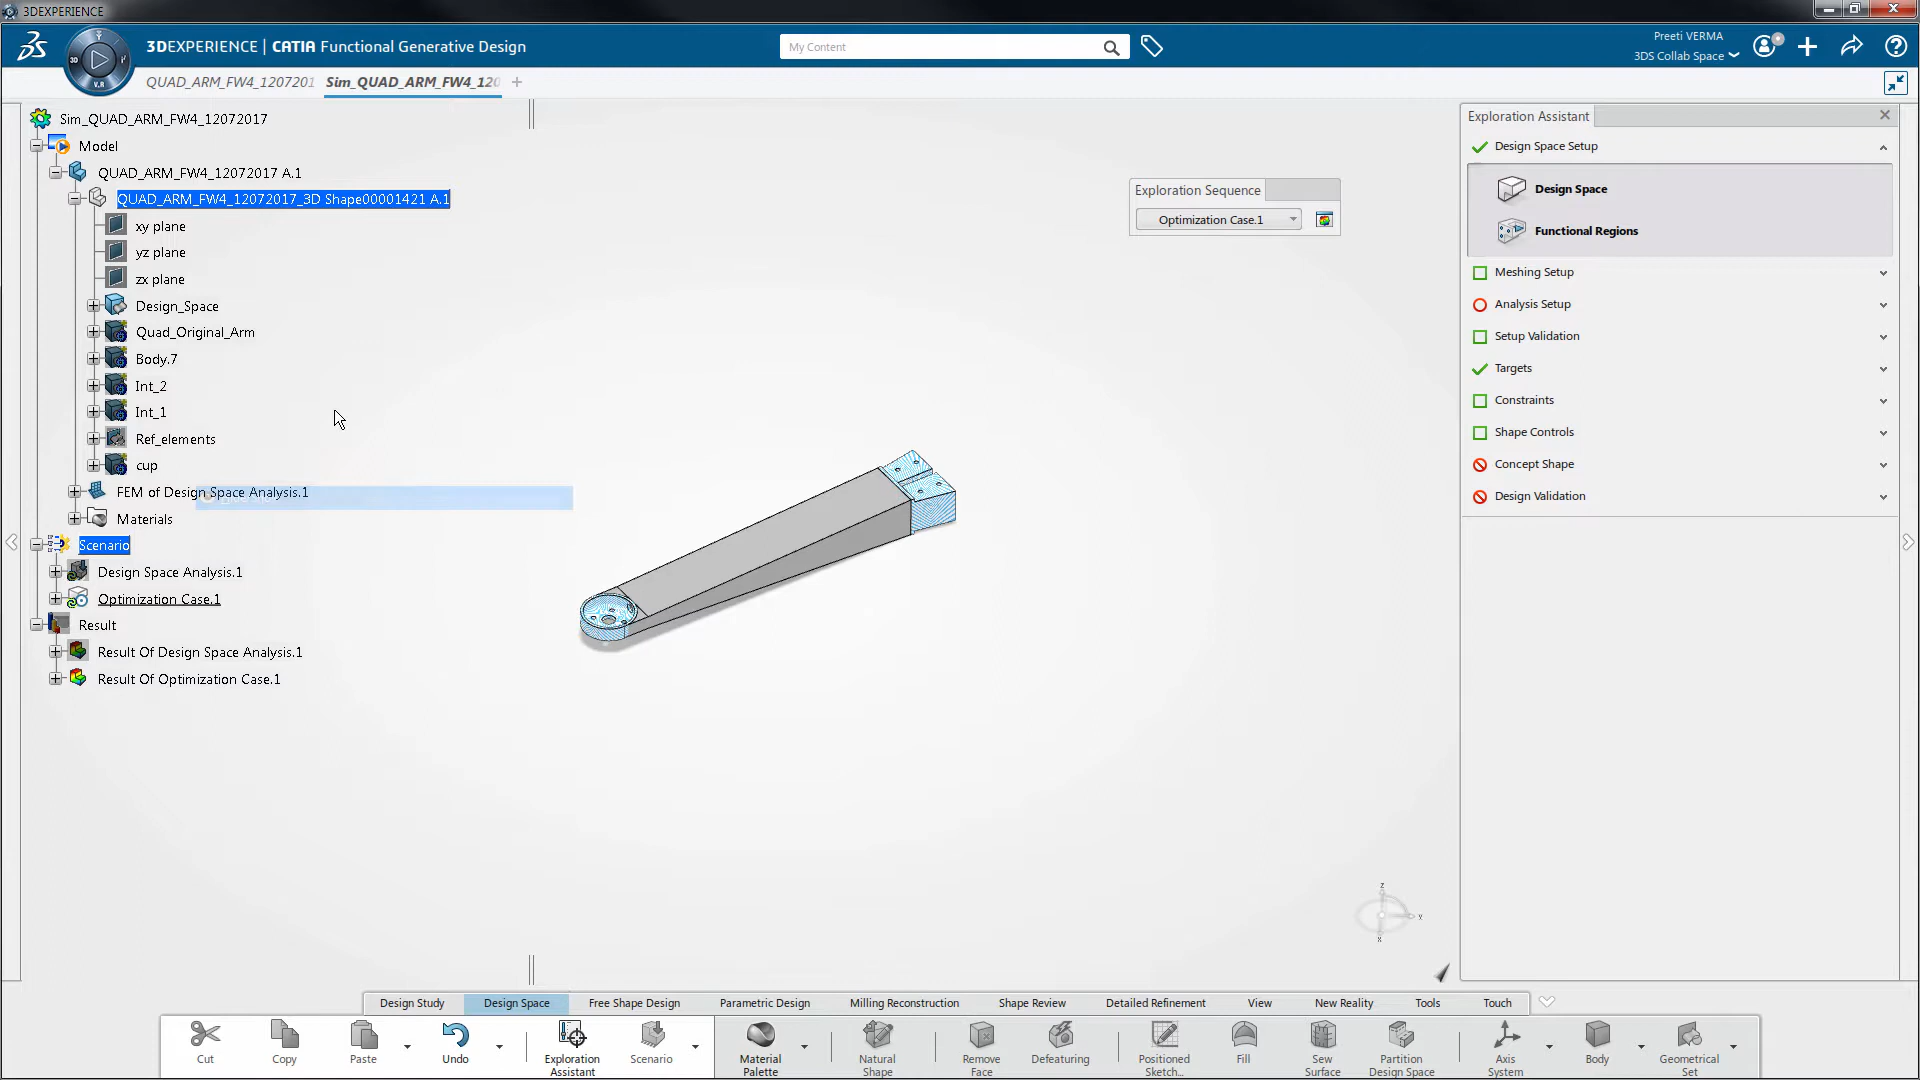 3DEXPERIENCE
3DEXPERIENCE | CATIA Functional Generative Design
3D
V.R
My Content
Preeti VERMA
3DS Collab Space
QUAD_ARM_FW4_1207201
Sim_QUAD_ARM_FW4_120
Sim_QUAD_ARM_FW4_12072017
Model
QUAD_ARM_FW4_12072017 A.1
QUAD_ARM_FW4_12072017_3D Shape00001421 A.1
xy plane
yz plane
zx plane
Design_Space
Quad_Original_Arm
Body.7
Int_2
Int_1
Ref_elements
cup
FEM of Design Space Analysis.1
Materials
Scenario
Design Space Analysis.1
Optimization Case.1
Result
Result Of Design Space Analysis.1
Result Of Optimization Case.1
Exploration Sequence
Optimization Case.1
Exploration Assistant
Design Space Setup
Design Space
Functional Regions
Meshing Setup
Analysis Setup
Setup Validation
Targets
Constraints
Shape Controls
Concept Shape
Design Validation
z
y
x
Design Study
Design Space
Free Shape Design
Parametric Design
Milling Reconstruction
Shape Review
Detailed Refinement
View
New Reality
Tools
Touch
Cut
Copy
Paste
Undo
Exploration Assistant
Scenario
Material Palette
Natural Shape
Remove Face
Defeaturing
Positioned Sketch...
Fill
Sew Surface
Partition Design Space
Axis System
Body
Geometrical Set